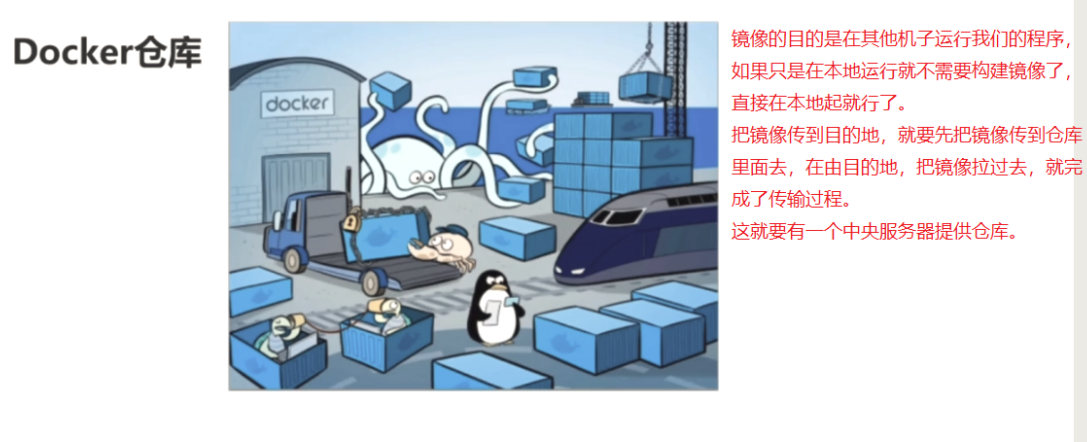 Docker仓库
docker
镜像的目的是在其他机子运行我们的程序，
如果只是在本地运行就不需要构建镜像了，
直接在本地起就行了。
把镜像传到目的地，就要先把镜像传到仓库
里面去，在由目的地，把镜像拉过去，就完
成了传输过程。
这就要有一个中央服务器提供仓库。